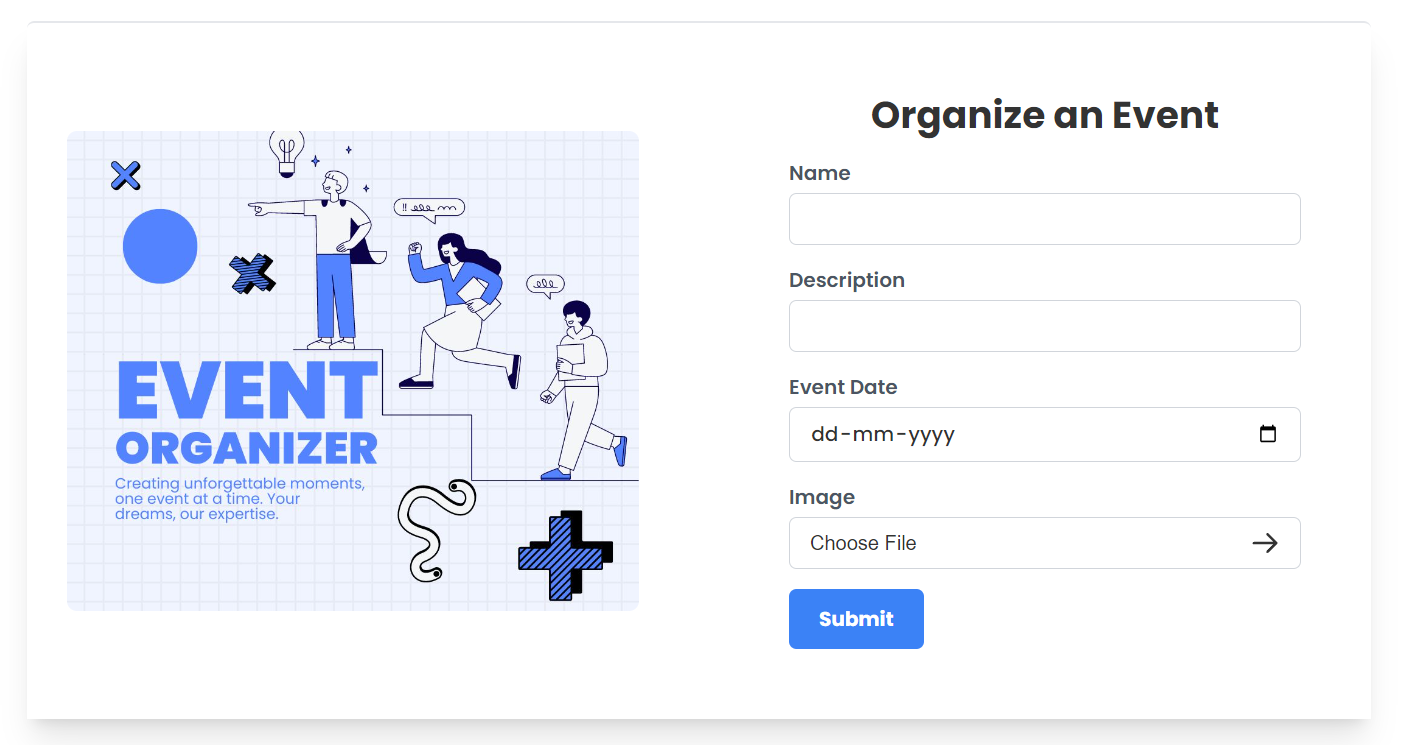 EVENT
ORGANIZER
Creating unforgettable moments,
one event at a time. Your
dreams, our expertise.
!!
Organize an Event
Name
Description
Event Date
dd-mm-yyyy
Image
Choose File
Submit